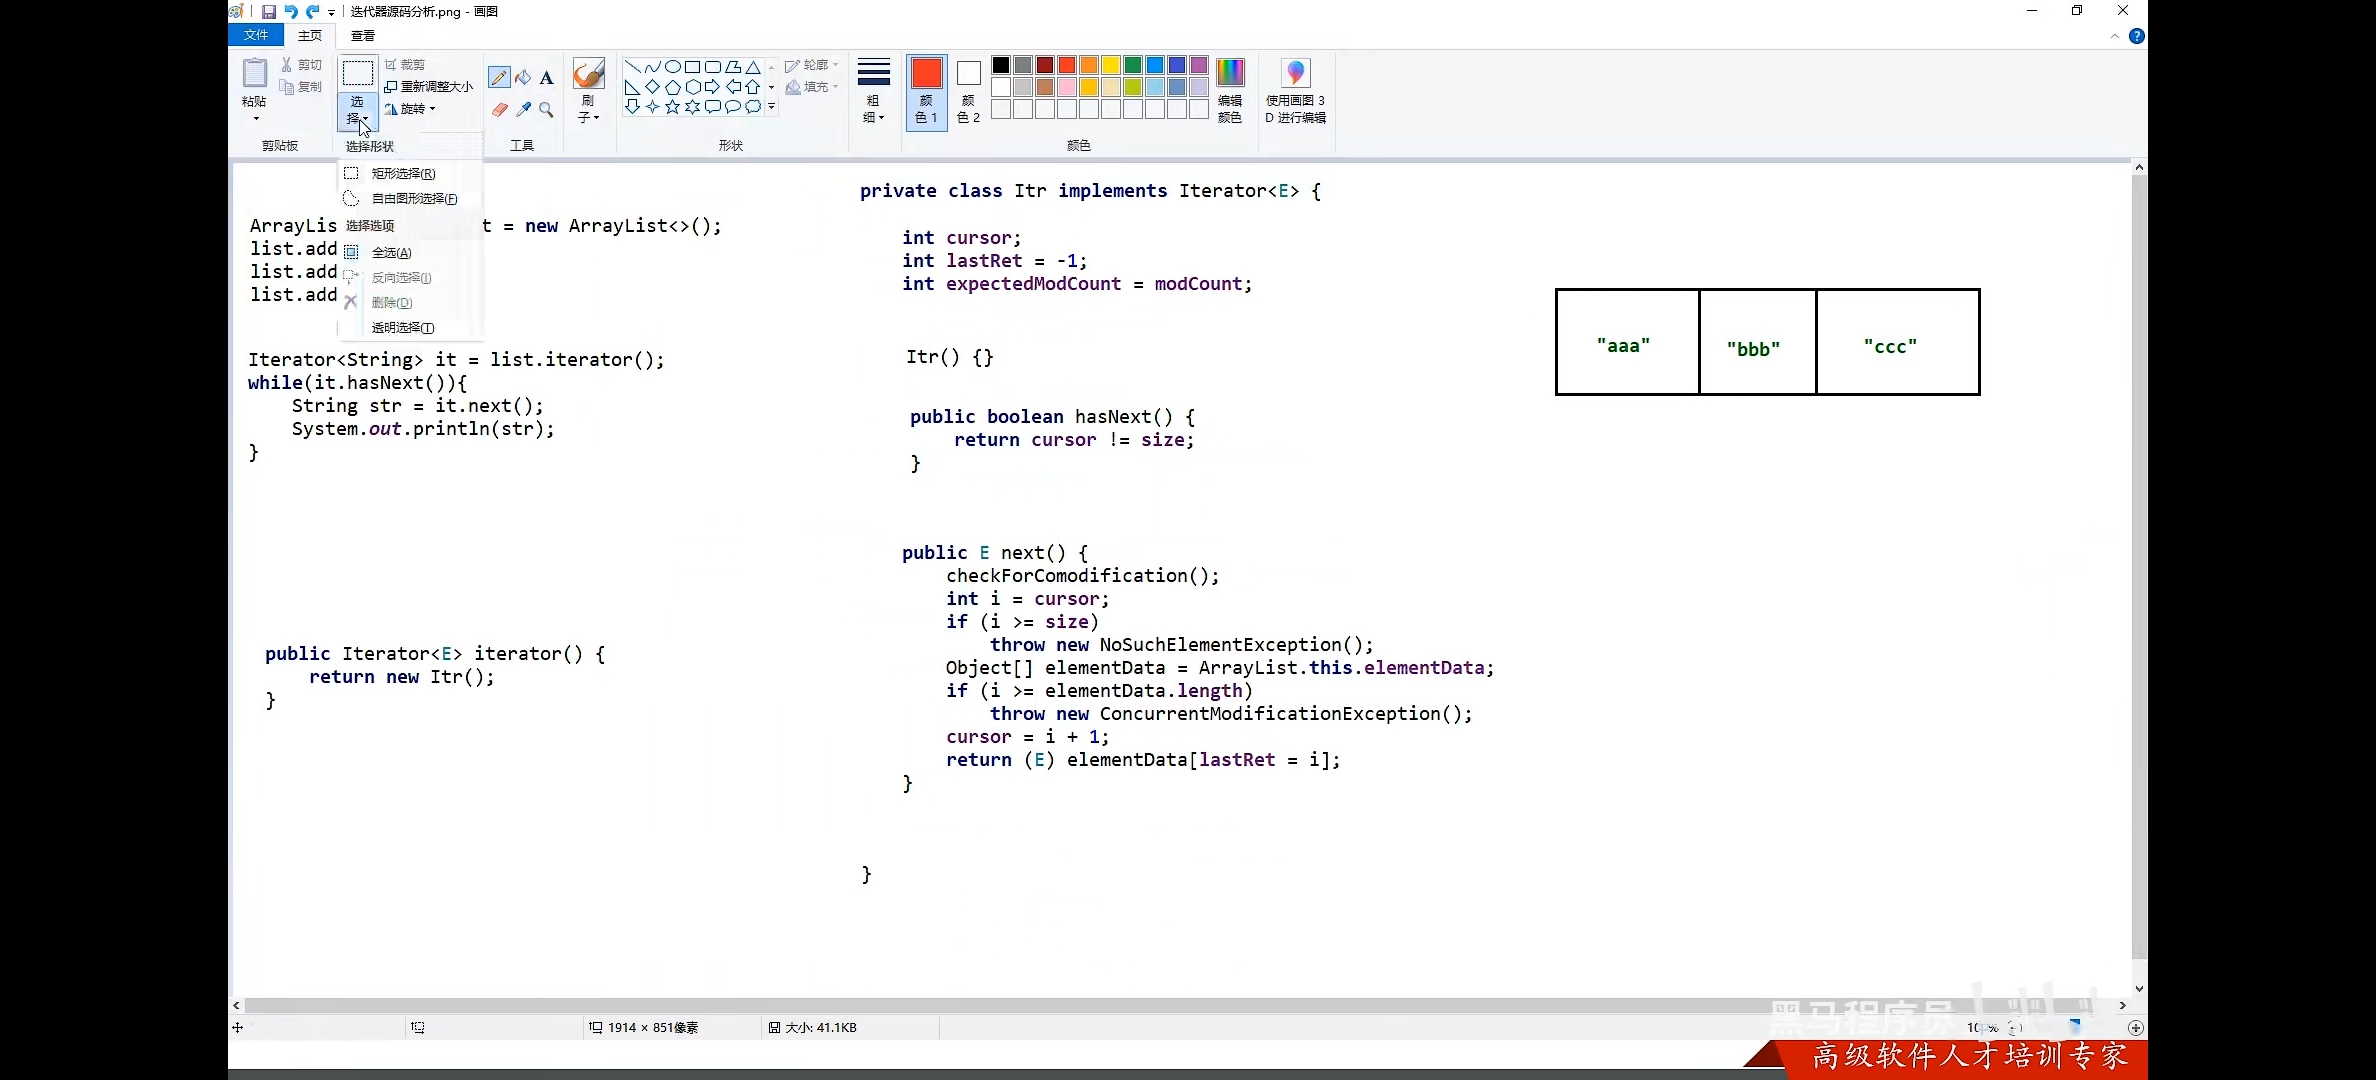 迭代器源码分析.png - 画图
文件 主页 查看
粘贴
剪切
复制
剪贴板
选择
裁剪
重新调整大小
旋转
A
工具
刷子
轮廓
填充
形状
粗细
颜色 1
颜色 2
编辑颜色
颜色
使用画图 3D 进行编辑
选择形状
矩形选择(R)
自由图形选择(F)
选择选项
全选(A)
反向选择(I)
删除(D)
透明选择(T)
ArrayLis t = new ArrayList<>();
list.add
list.add
list.add
Iterator<String> it = list.iterator();
while(it.hasNext()){
String str = it.next();
System.out.println(str);
}
public Iterator<E> iterator() {
return new Itr();
}
private class Itr implements Iterator<E> {
int cursor;
int lastRet = -1;
int expectedModCount = modCount;
Itr() {}
public boolean hasNext() {
return cursor != size;
}
public E next() {
checkForComodification();
int i = cursor;
if (i >= size)
throw new NoSuchElementException();
Object[] elementData = ArrayList.this.elementData;
if (i >= elementData.length)
throw new ConcurrentModificationException();
cursor = i + 1;
return (E) elementData[lastRet = i];
}
}
"aaa" "bbb" "ccc"
1914 × 851像素
大小: 41.1KB
黑马程序员
高级软件人才培训专家